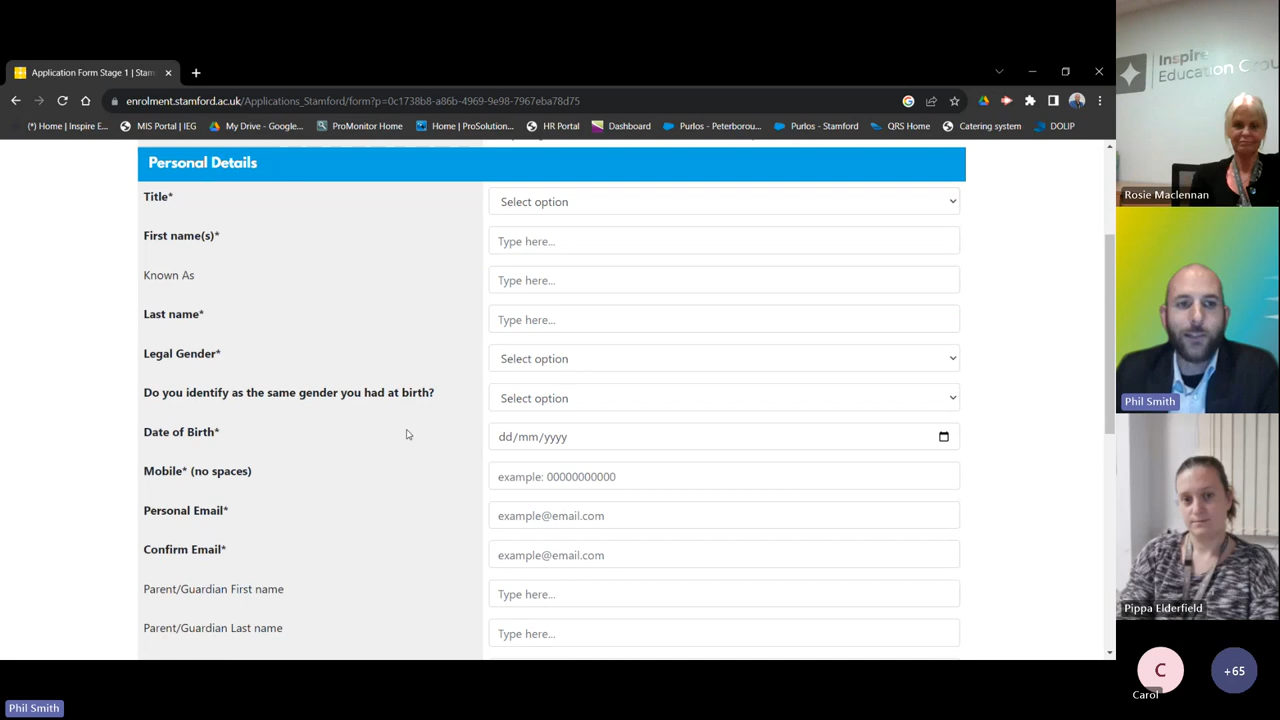 Application Form Stage 1 | Stam
enrolment.stamford.ac.uk/Applications_Stamford/form?p=0c1738b8-a86b-4969-9e98-7967eba78d75
(*) Home | Inspire E...
MIS Portal | IEG
My Drive - Google...
ProMonitor Home
Home | ProSolution...
HR Portal
Dashboard
Purlos - Peterborou...
Purlos - Stamford
QRS Home
Catering system
DOLIP
Personal Details
Title*
Select option
First name(s)*
Type here...
Known As
Type here...
Last name*
Type here...
Legal Gender*
Select option
Do you identify as the same gender you had at birth?
Select option
Date of Birth*
dd/mm/yyyy
Mobile* (no spaces)
example: 00000000000
Personal Email*
example@email.com
Confirm Email*
example@email.com
Parent/Guardian First name
Type here...
Parent/Guardian Last name
Type here...
Inspire
Education Grou
Rosie Maclennan
Phil Smith
Pippa Elderfield
C
Carol
+65
Phil Smith